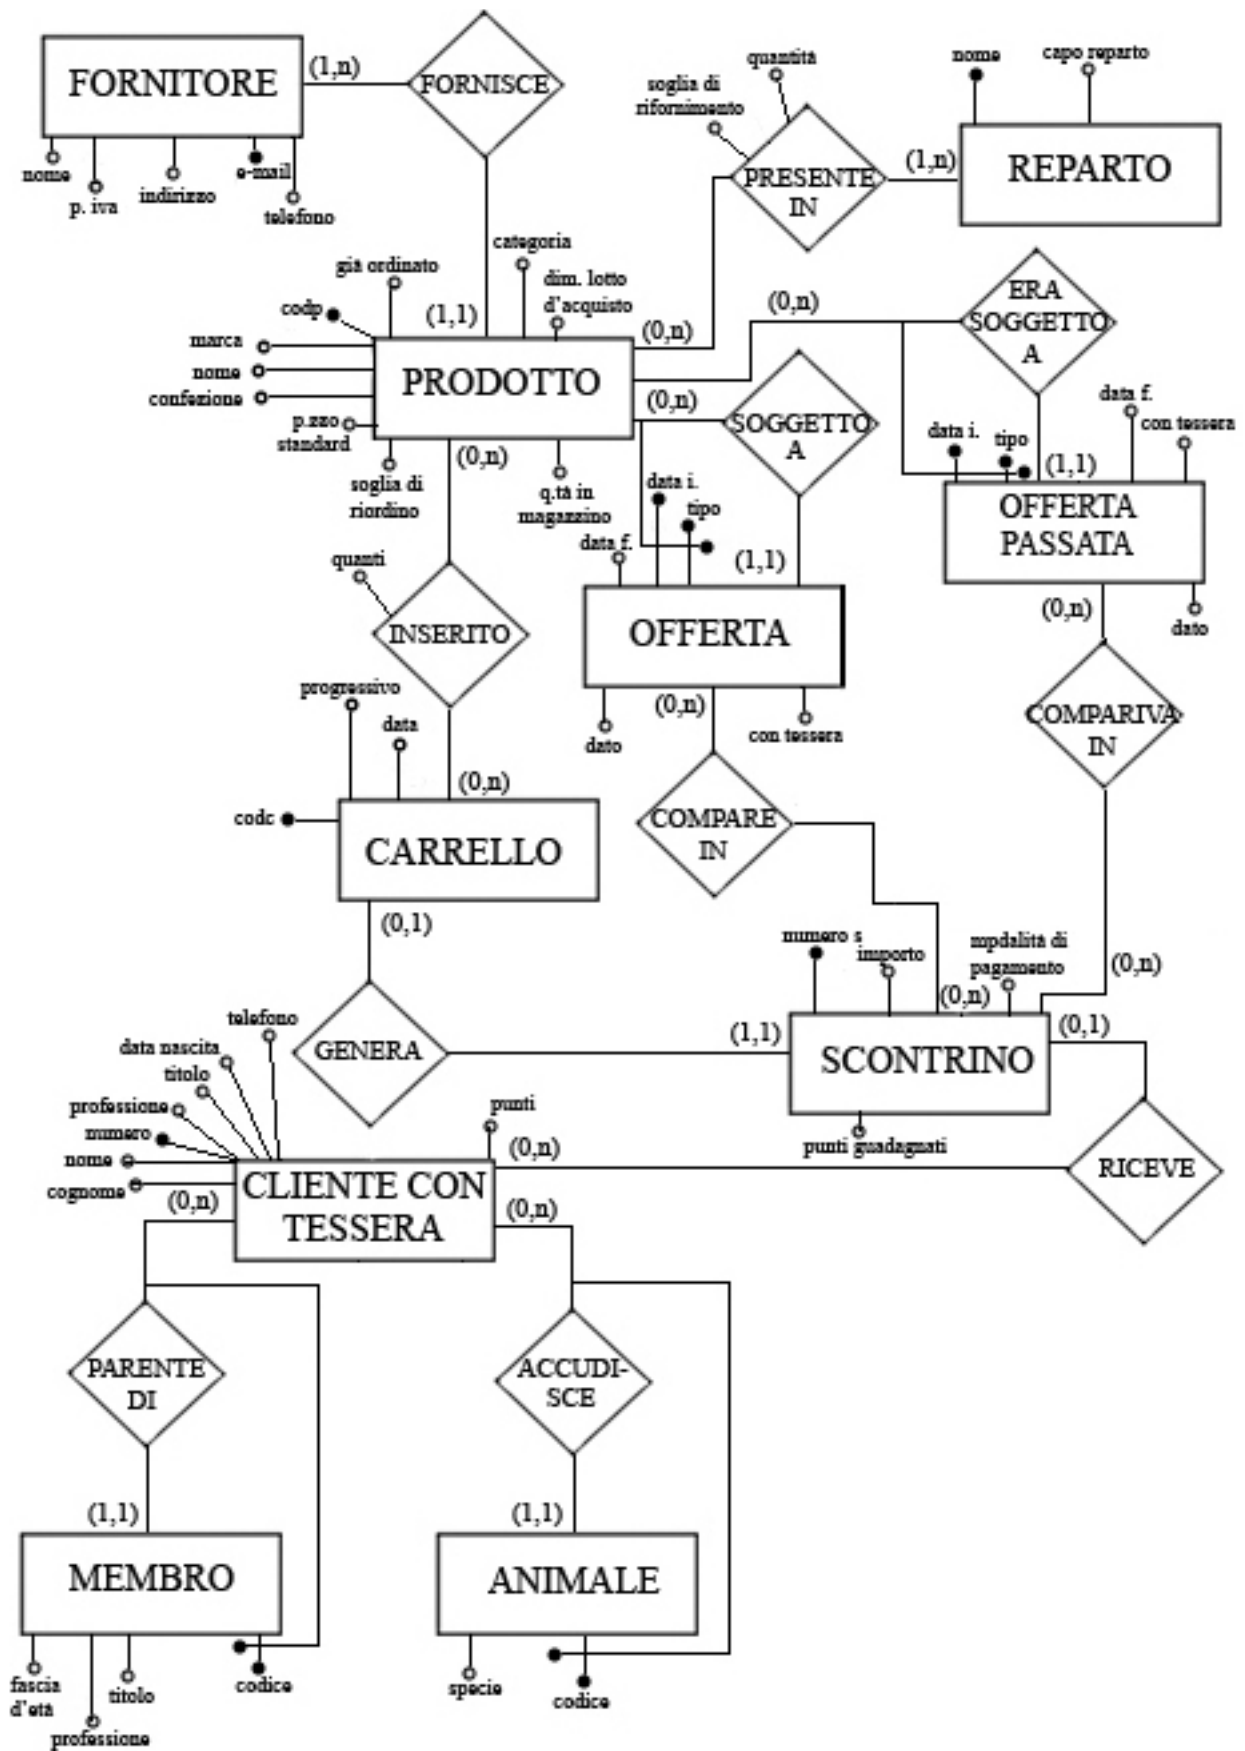 FORNITORE
(1,n)
FORNISCE
nome
p. iva
indirizzo
e-mail
telefono
quantità
soglia di
rifornimento
PRESENTE
IN
(1,n)
nome
capo reparto
REPARTO
categoria
già ordinato
dim. lotto
d'acquisto
codp
(1,1)
marca
nome
confezione
p.zzo
standard
PRODOTTO
(0,n)
(0,n)
(0,n)
(0,n)
soglia di
riordino
q.tà in
magazzino
ERA
SOGGETTO
A
SOGGETTO
A
data f.
con tessera
data i.
tipo
(1,1)
OFFERTA
PASSATA
(0,n)
dato
data i.
tipo
data f.
(1,1)
OFFERTA
(0,n)
dato
con tessera
quanti
INSERITO
progressivo
data
(0,n)
codc
CARRELLO
(0,1)
COMPARIVA
IN
COMPARE
IN
numero s
importo
mpdalità di
pagamento
(0,n)
(0,n)
GENERA
(1,1)
SCONTRINO
(0,1)
punti guadagnati
RICEVE
telefono
data nascita
titolo
professione
numero
nome
cognome
punti
(0,n)
CLIENTE CON
TESSERA
(0,n)
(0,n)
PARENTE
DI
ACCUDI-
SCE
(1,1)
(1,1)
MEMBRO
ANIMALE
fascia
d'età
professione
titolo
codice
specie
codice